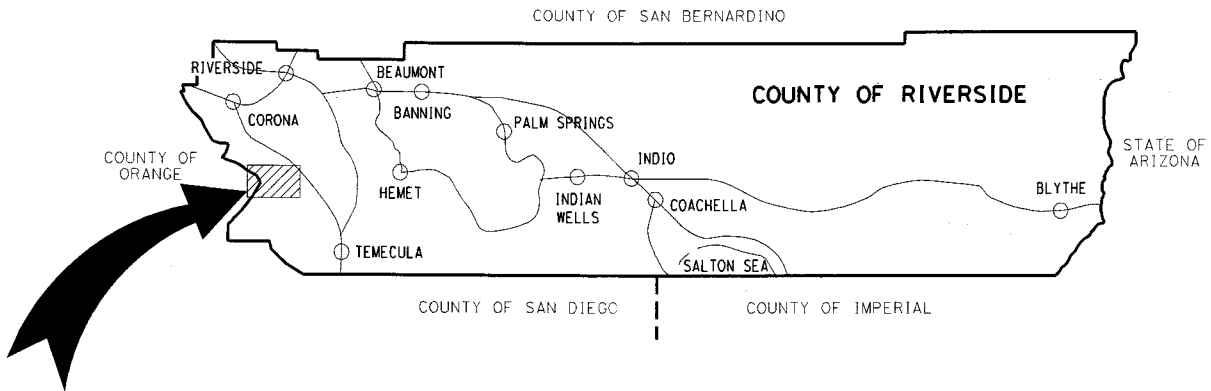 COUNTY OF SAN BERNARDINO
RIVERSIDE
BEAUMONT
COUNTY OF RIVERSIDE
BANNING
CORONA
PALM SPRINGS
STATE OF
ARIZONA
COUNTY OF
ORANGE
INDIO
HEMET
BLYTHE
INDIAN
WELLS
COACHELLA
TEMECULA
SALTON SEA
COUNTY OF SAN DIEGO
COUNTY OF IMPERIAL